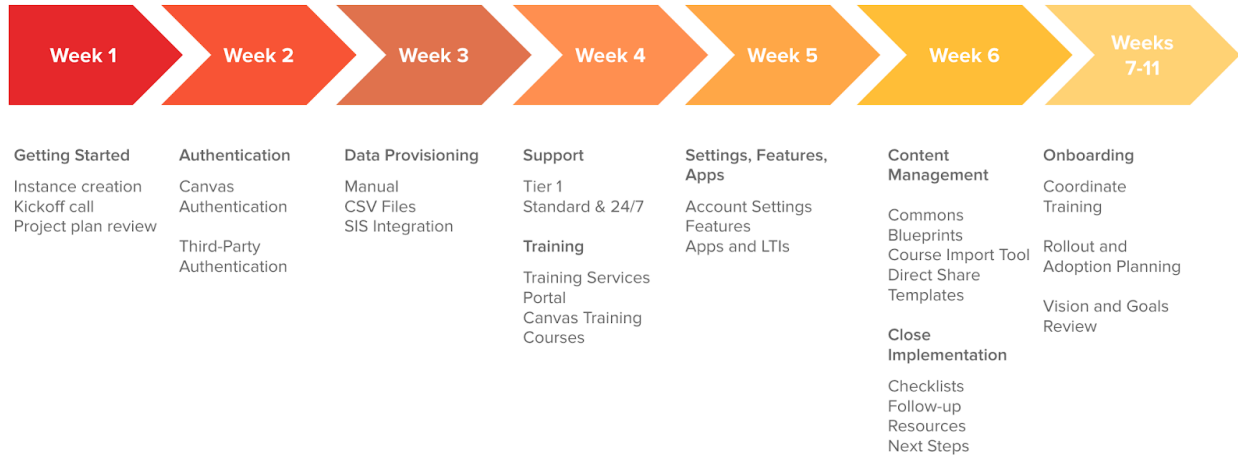 Week 1
Week 2
Week 3
Week 4
Week 5
Week 6
Weeks
7-11
Getting Started
Instance creation
Kickoff call
Project plan review
Authentication
Canvas
Authentication
Third-Party
Authentication
Data Provisioning
Manual
CSV Files
SIS Integration
Support
Tier 1
Standard & 24/7
Training
Training Services
Portal
Canvas Training
Courses
Settings, Features,
Apps
Account Settings
Features
Apps and LTIs
Content
Management
Commons
Blueprints
Course Import Tool
Direct Share
Templates
Close
Implementation
Checklists
Follow-up
Resources
Next Steps
Onboarding
Coordinate
Training
Rollout and
Adoption Planning
Vision and Goals
Review